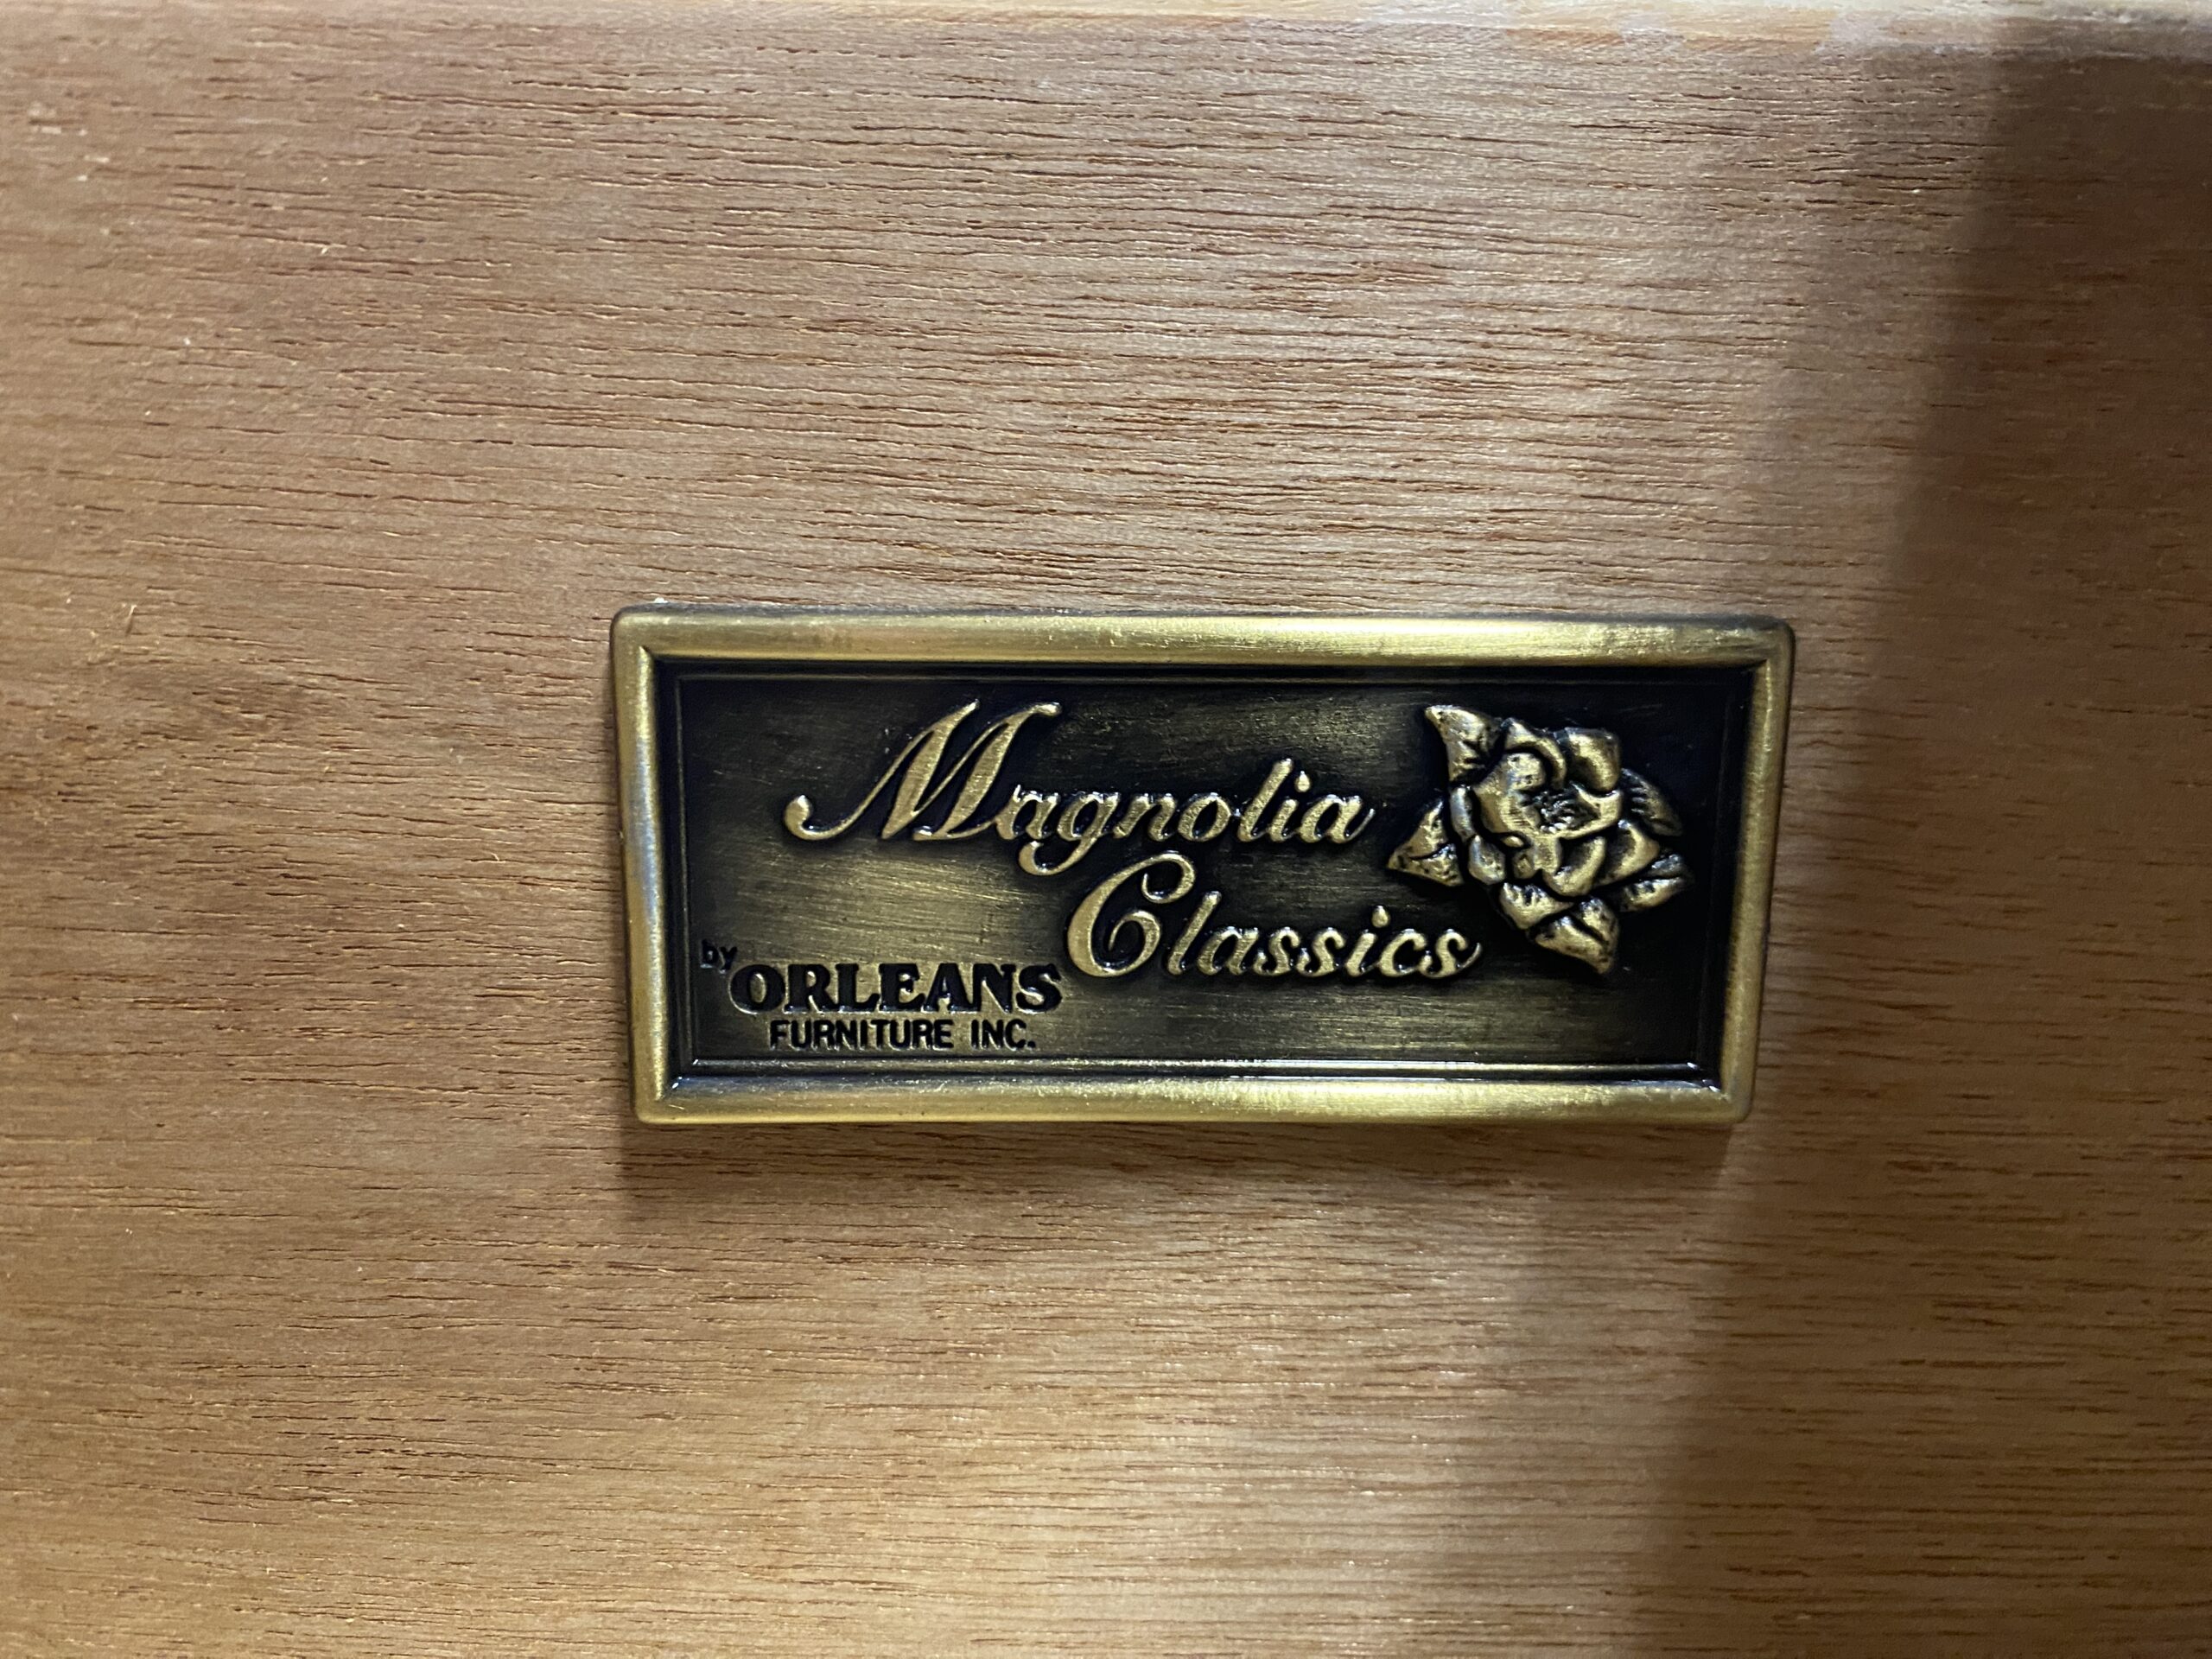 Magnolia
Classics
by
ORLEANS
FURNITURE INC.